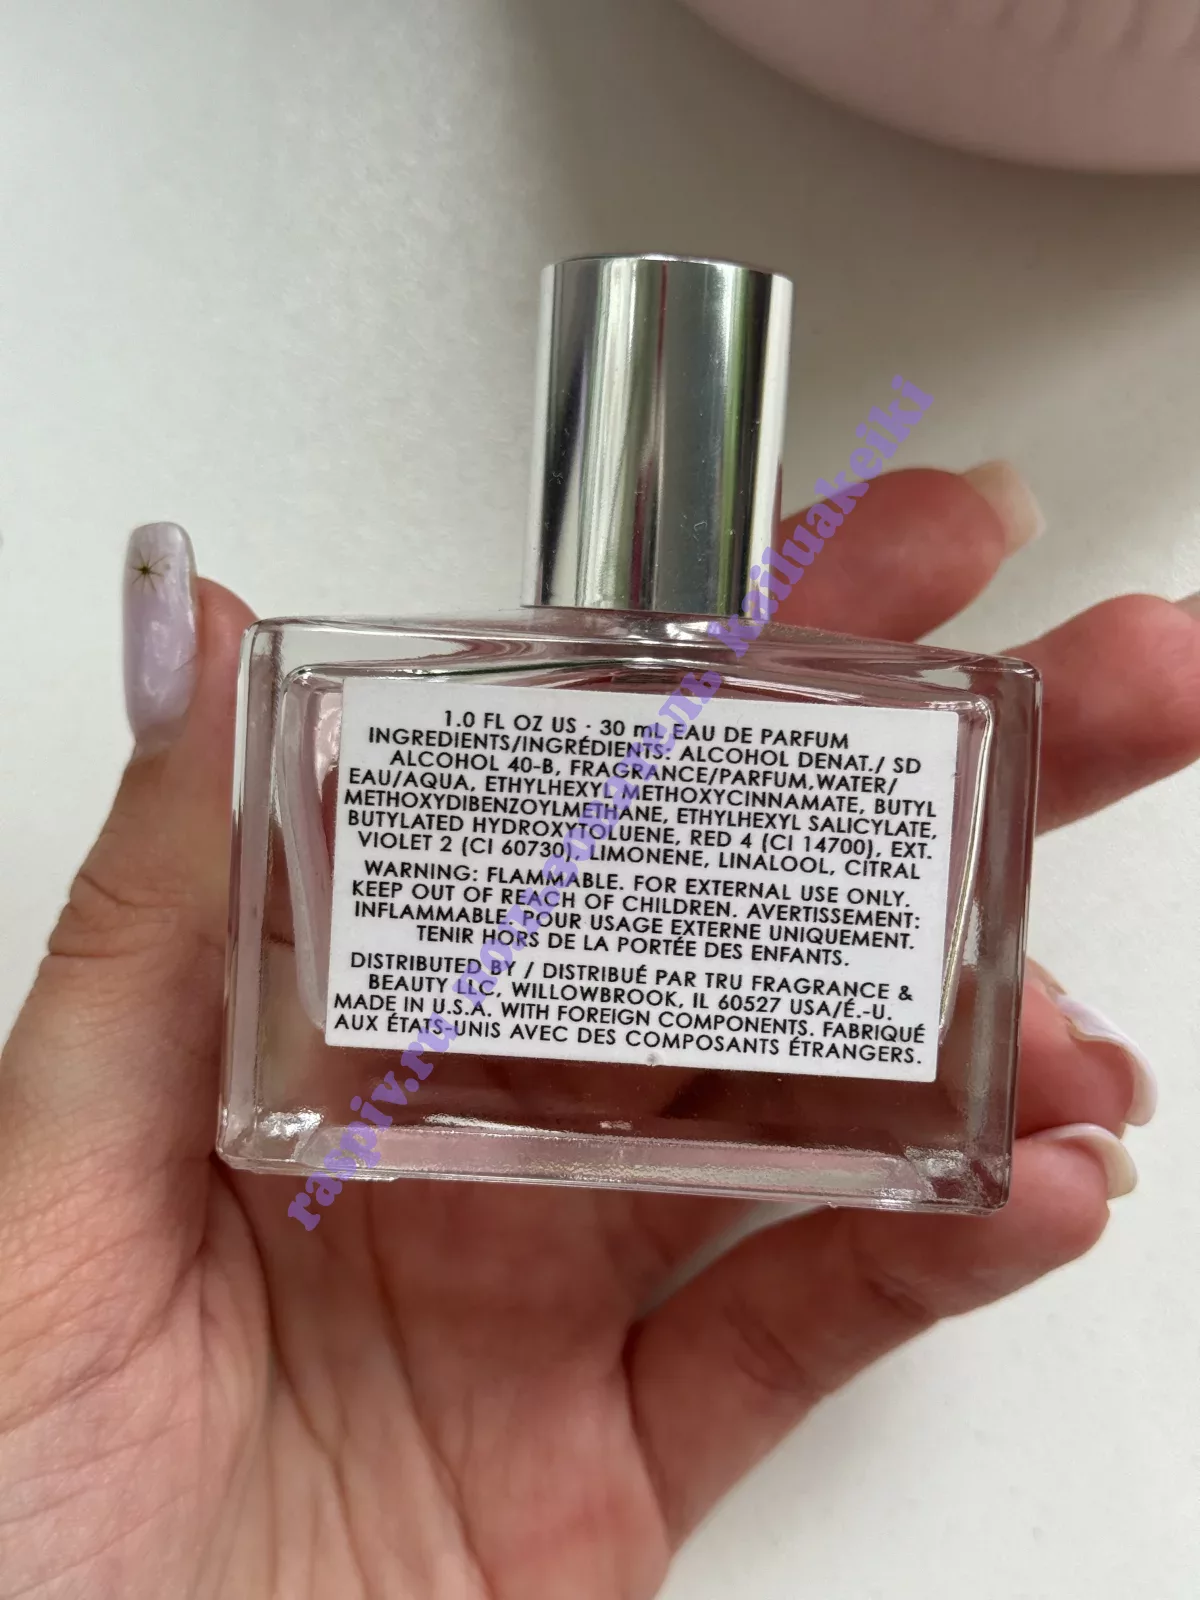 1.0 FL OZ US · 30 mL EAU DE PARFUM
INGREDIENTS/INGRÉDIENTS: ALCOHOL DENAT./ SD
ALCOHOL 40-B, FRAGRANCE/PARFUM,WATER/
EAU/AQUA, ETHYLHEXYL METHOXYCINNAMATE, BUTYL
METHOXYDIBENZOYLMETHANE, ETHYLHEXYL SALICYLATE,
BUTYLATED HYDROXYTOLUENE, RED 4 (CI 14700), EXT.
VIOLET 2 (CI 60730), LIMONENE, LINALOOL, CITRAL
WARNING: FLAMMABLE. FOR EXTERNAL USE ONLY.
KEEP OUT OF REACH OF CHILDREN. AVERTISSEMENT:
INFLAMMABLE. POUR USAGE EXTERNE UNIQUEMENT.
TENIR HORS DE LA PORTÉE DES ENFANTS.
DISTRIBUTED BY / DISTRIBUÉ PAR TRU FRAGRANCE &
BEAUTY LLC, WILLOWBROOK, IL 60527 USA/É.-U.
MADE IN U.S.A. WITH FOREIGN COMPONENTS. FABRIQUÉ
AUX ÉTATS-UNIS AVEC DES COMPOSANTS ÉTRANGERS.
raspiv.ru пользователь kailuakeiki